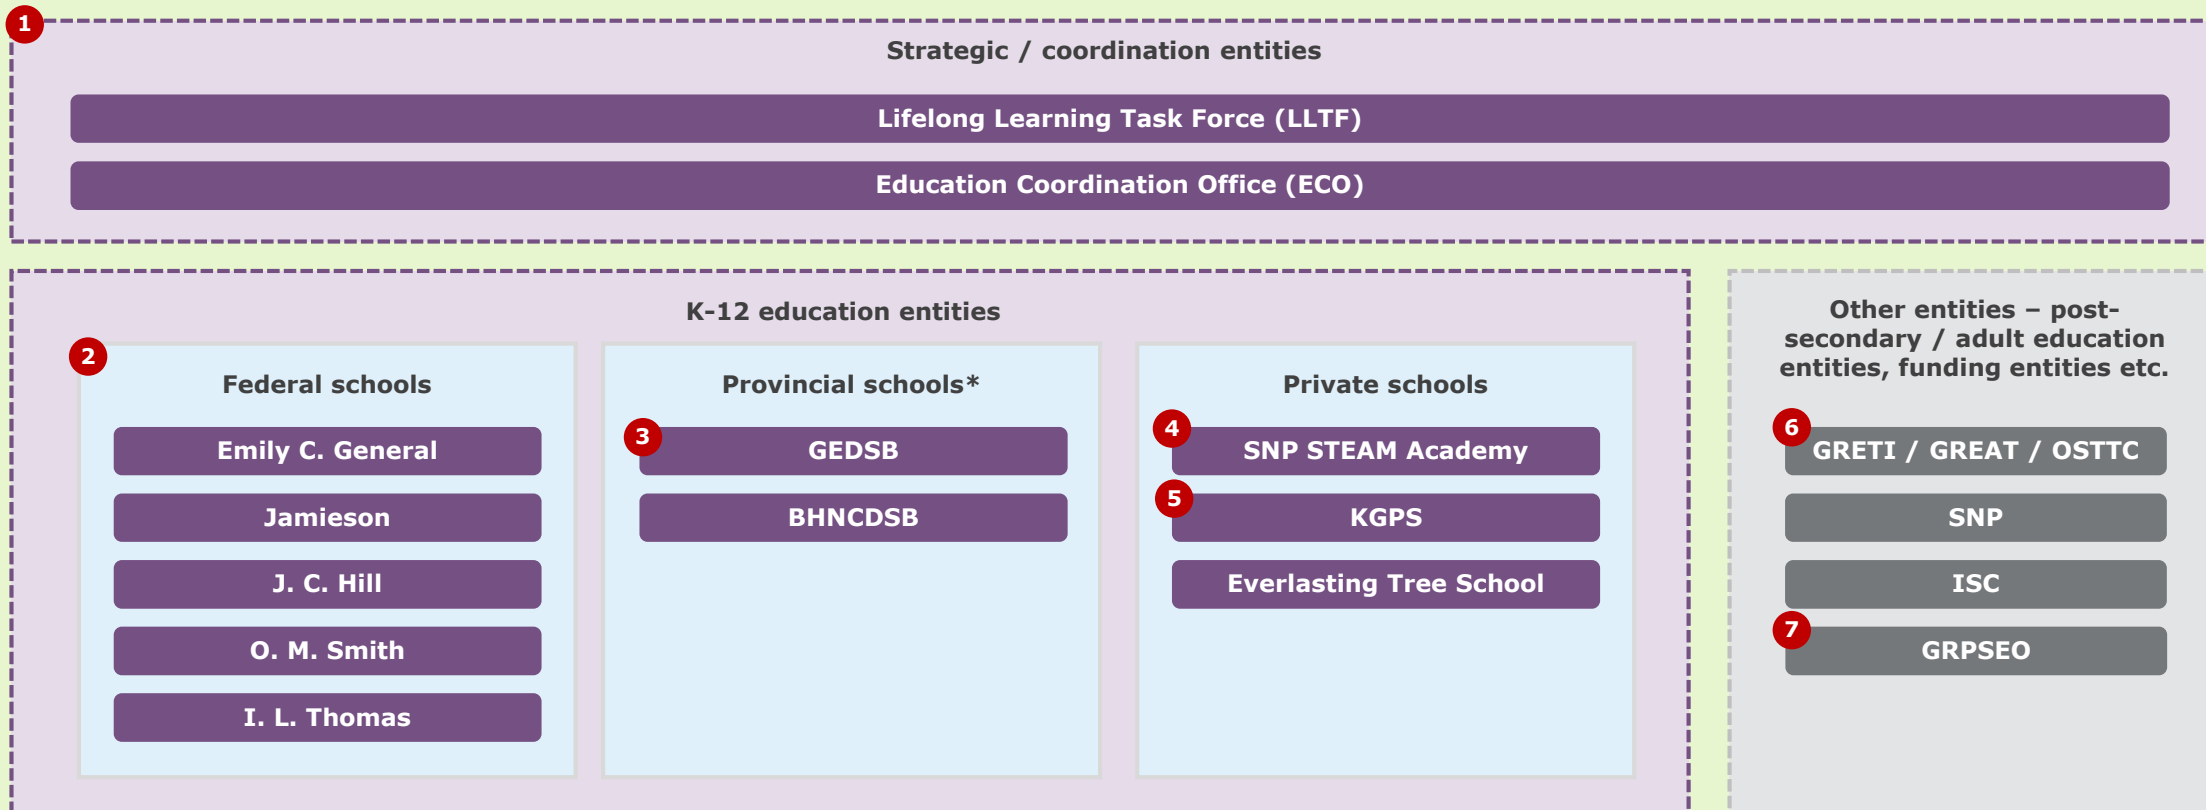 1
Strategic / coordination entities
Lifelong Learning Task Force (LLTF)
Education Coordination Office (ECO)
K-12 education entities
2
Federal schools
Emily C. General
Jamieson
J. C. Hill
O. M. Smith
I. L. Thomas
Provincial schools*
3
GEDSB
BHNCDSB
Private schools
4
SNP STEAM Academy
5
KGPS
Everlasting Tree School
Other entities – post-
secondary / adult education
entities, funding entities etc.
6
GRETI / GREAT / OSTTC
SNP
ISC
7
GRPSEO